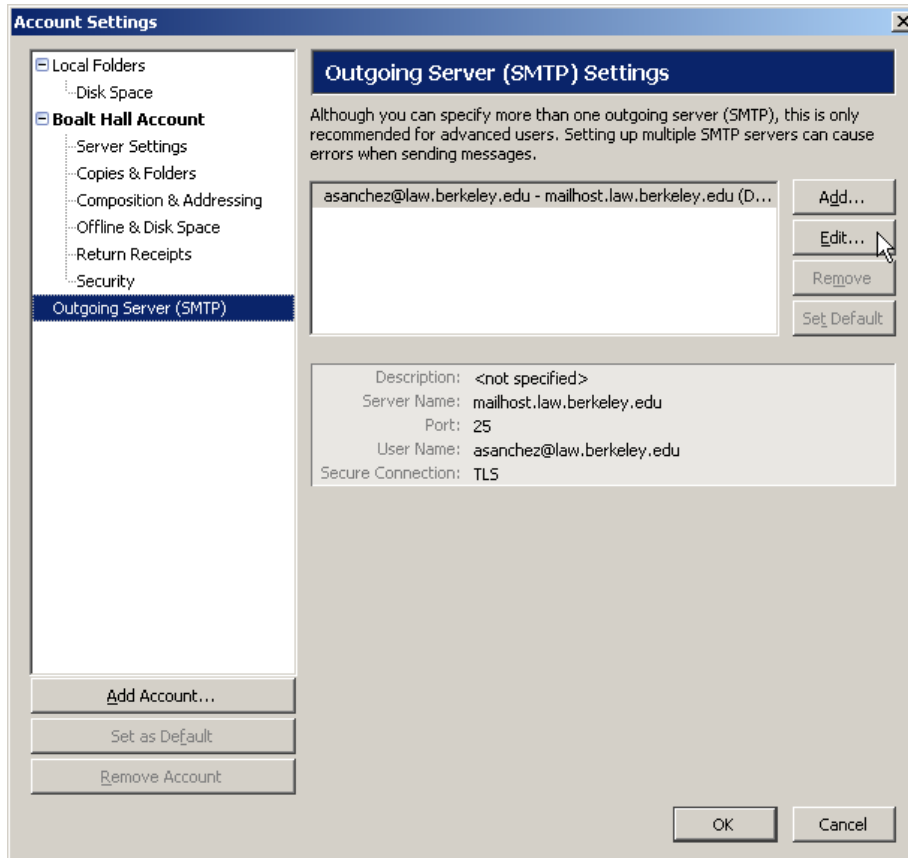 Account Settings
Local Folders
Disk Space
Boalt Hall Account
Server Settings
Copies & Folders
Composition & Addressing
Offline & Disk Space
Return Receipts
Security
Outgoing Server (SMTP)
Add Account...
Set as Default
Remove Account
Outgoing Server (SMTP) Settings
Although you can specify more than one outgoing server (SMTP), this is only
recommended for advanced users. Setting up multiple SMTP servers can cause
errors when sending messages.
asanchez@law.berkeley.edu - mailhost.law.berkeley.edu (D...
Add...
Edit...
Remove
Set Default
Description: <not specified>
Server Name: mailhost.law.berkeley.edu
Port: 25
User Name: asanchez@law.berkeley.edu
Secure Connection: TLS
OK
Cancel